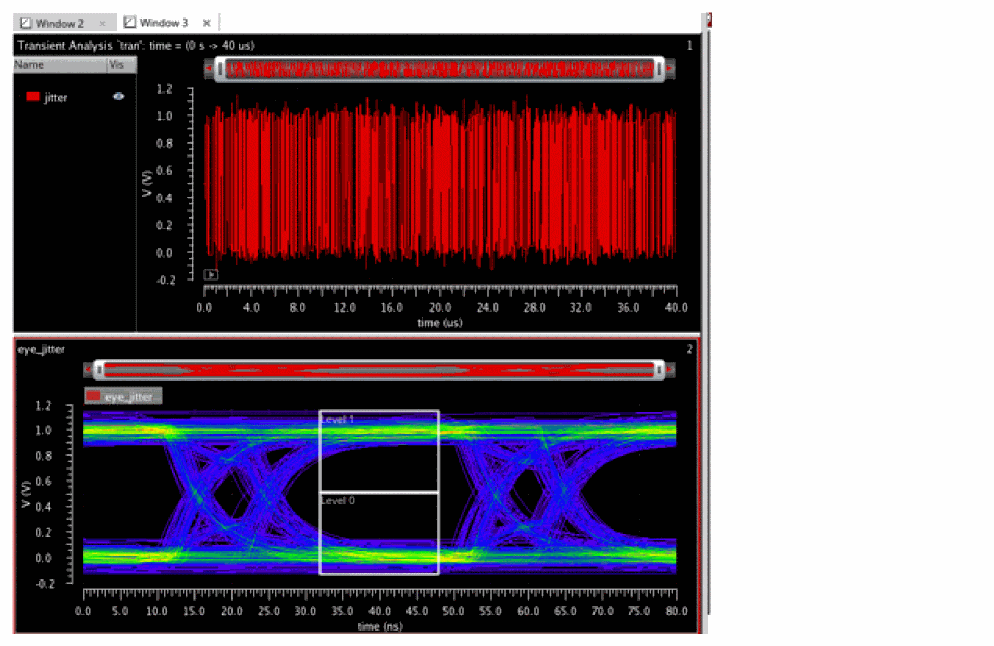 Window 2 × Window 3 ×
Transient Analysis `tran': time = (0 s -> 40 us) 1
Name Vis
jitter
1.2
1.0
0.8
0.6
0.4
0.2
0.0
-0.2
V (V)
0.0 4.0 8.0 12.0 16.0 20.0 24.0 28.0 32.0 36.0 40.0
time (us)
eye_jitter 2
eye_jitter...
1.2
1.0
0.8
0.6
0.4
0.2
0.0
-0.2
V (V)
Level 1
Level 0
0.0 5.0 10.0 15.0 20.0 25.0 30.0 35.0 40.0 45.0 50.0 55.0 60.0 65.0 70.0 75.0 80.0
time (ns)